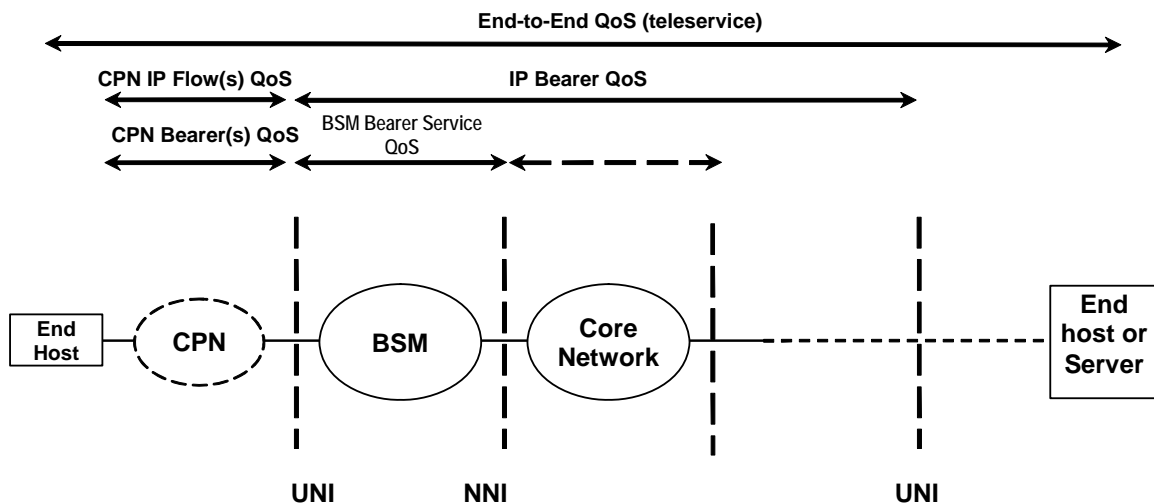 End-to-End QoS (teleservice)
CPN IP Flow(s) QoS
IP Bearer QoS
CPN Bearer(s) QoS
BSM Bearer Service
QoS
End
Host
CPN
BSM
Core
Network
End
host or
Server
UNI
NNI
UNI